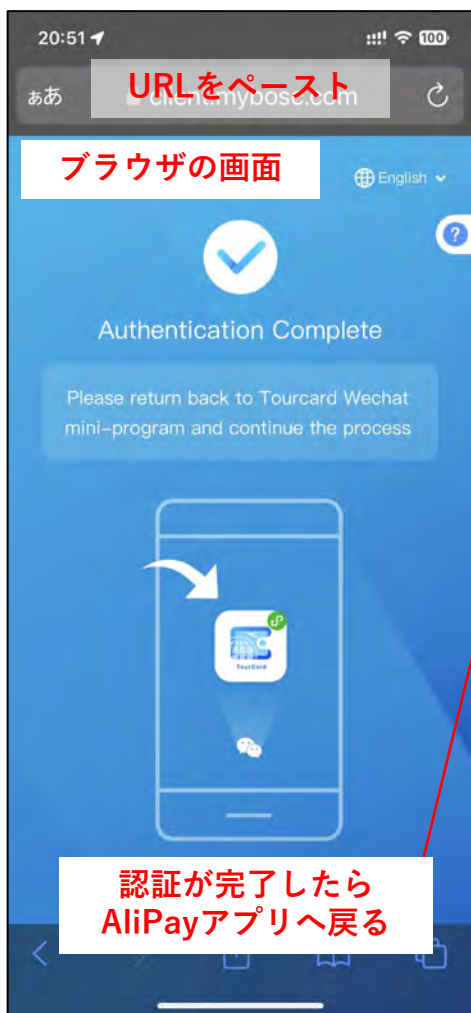 20:51
100
ぁあ
URLをペースト
client.mybosc.com
ブラウザの画面
English
?
Authentication Complete
Please return back to Tourcard Wechat
mini-program and continue the process
TourCard
認証が完了したら
AliPayアプリへ戻る